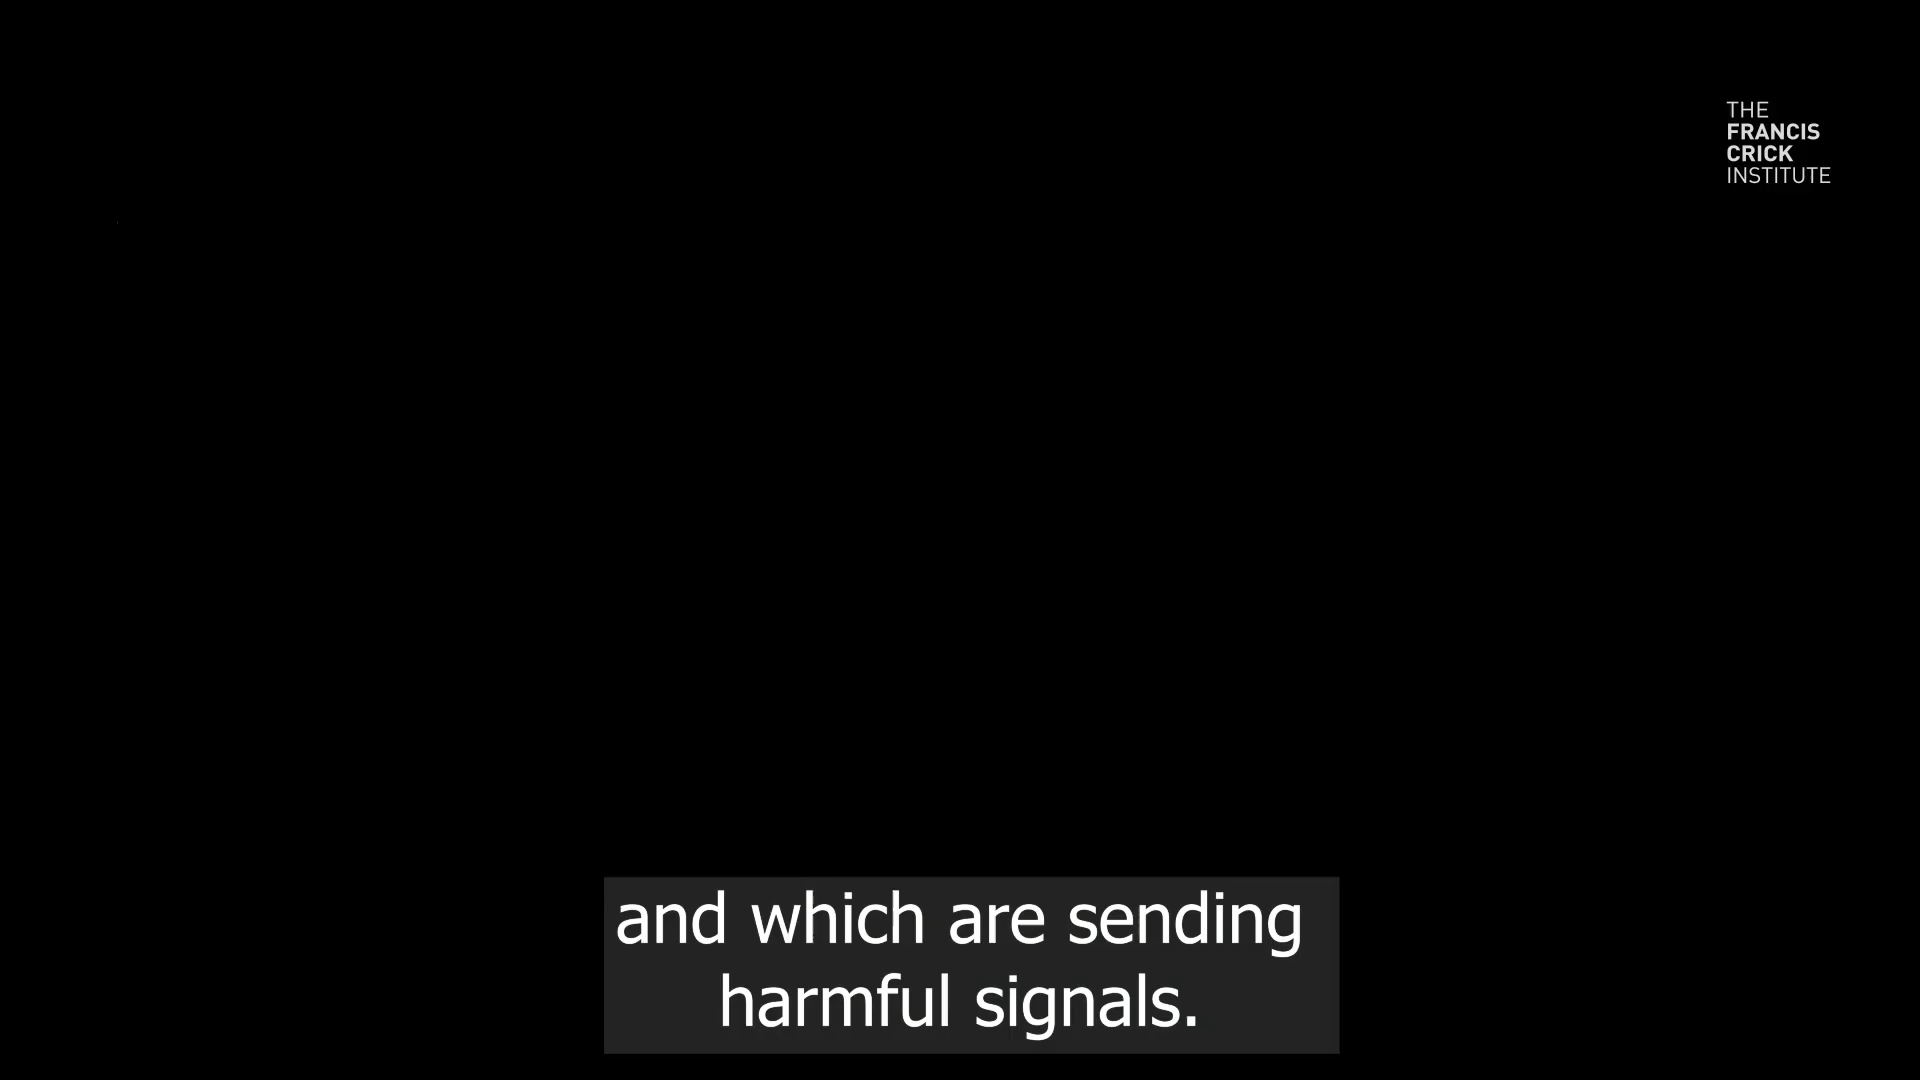 THE
FRANCIS
CRICK
INSTITUTE
and which are sending
harmful signals.